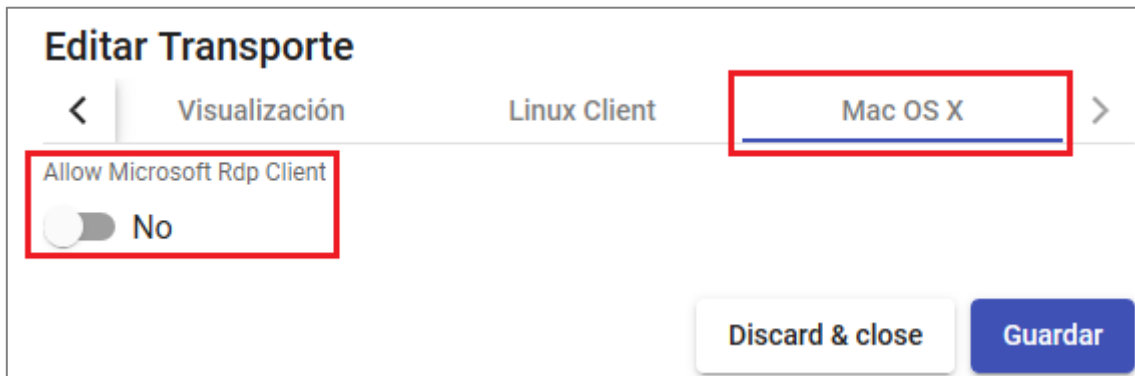 Editar Transporte
Visualización Linux Client Mac OS X
Allow Microsoft Rdp Client
No
Discard & close Guardar